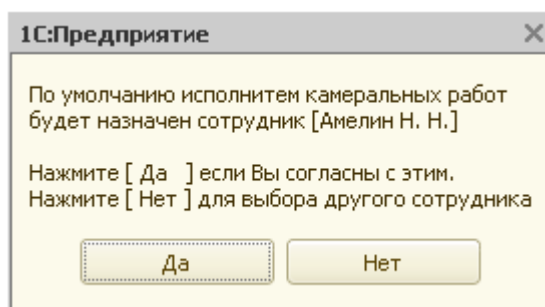 1С:Предприятие
По умолчанию исполнитем камеральных работ
будет назначен сотрудник [Амелин Н. Н.]
Нажмите [ Да ] если Вы согласны с этим.
Нажмите [ Нет ] для выбора другого сотрудника
Да
Нет